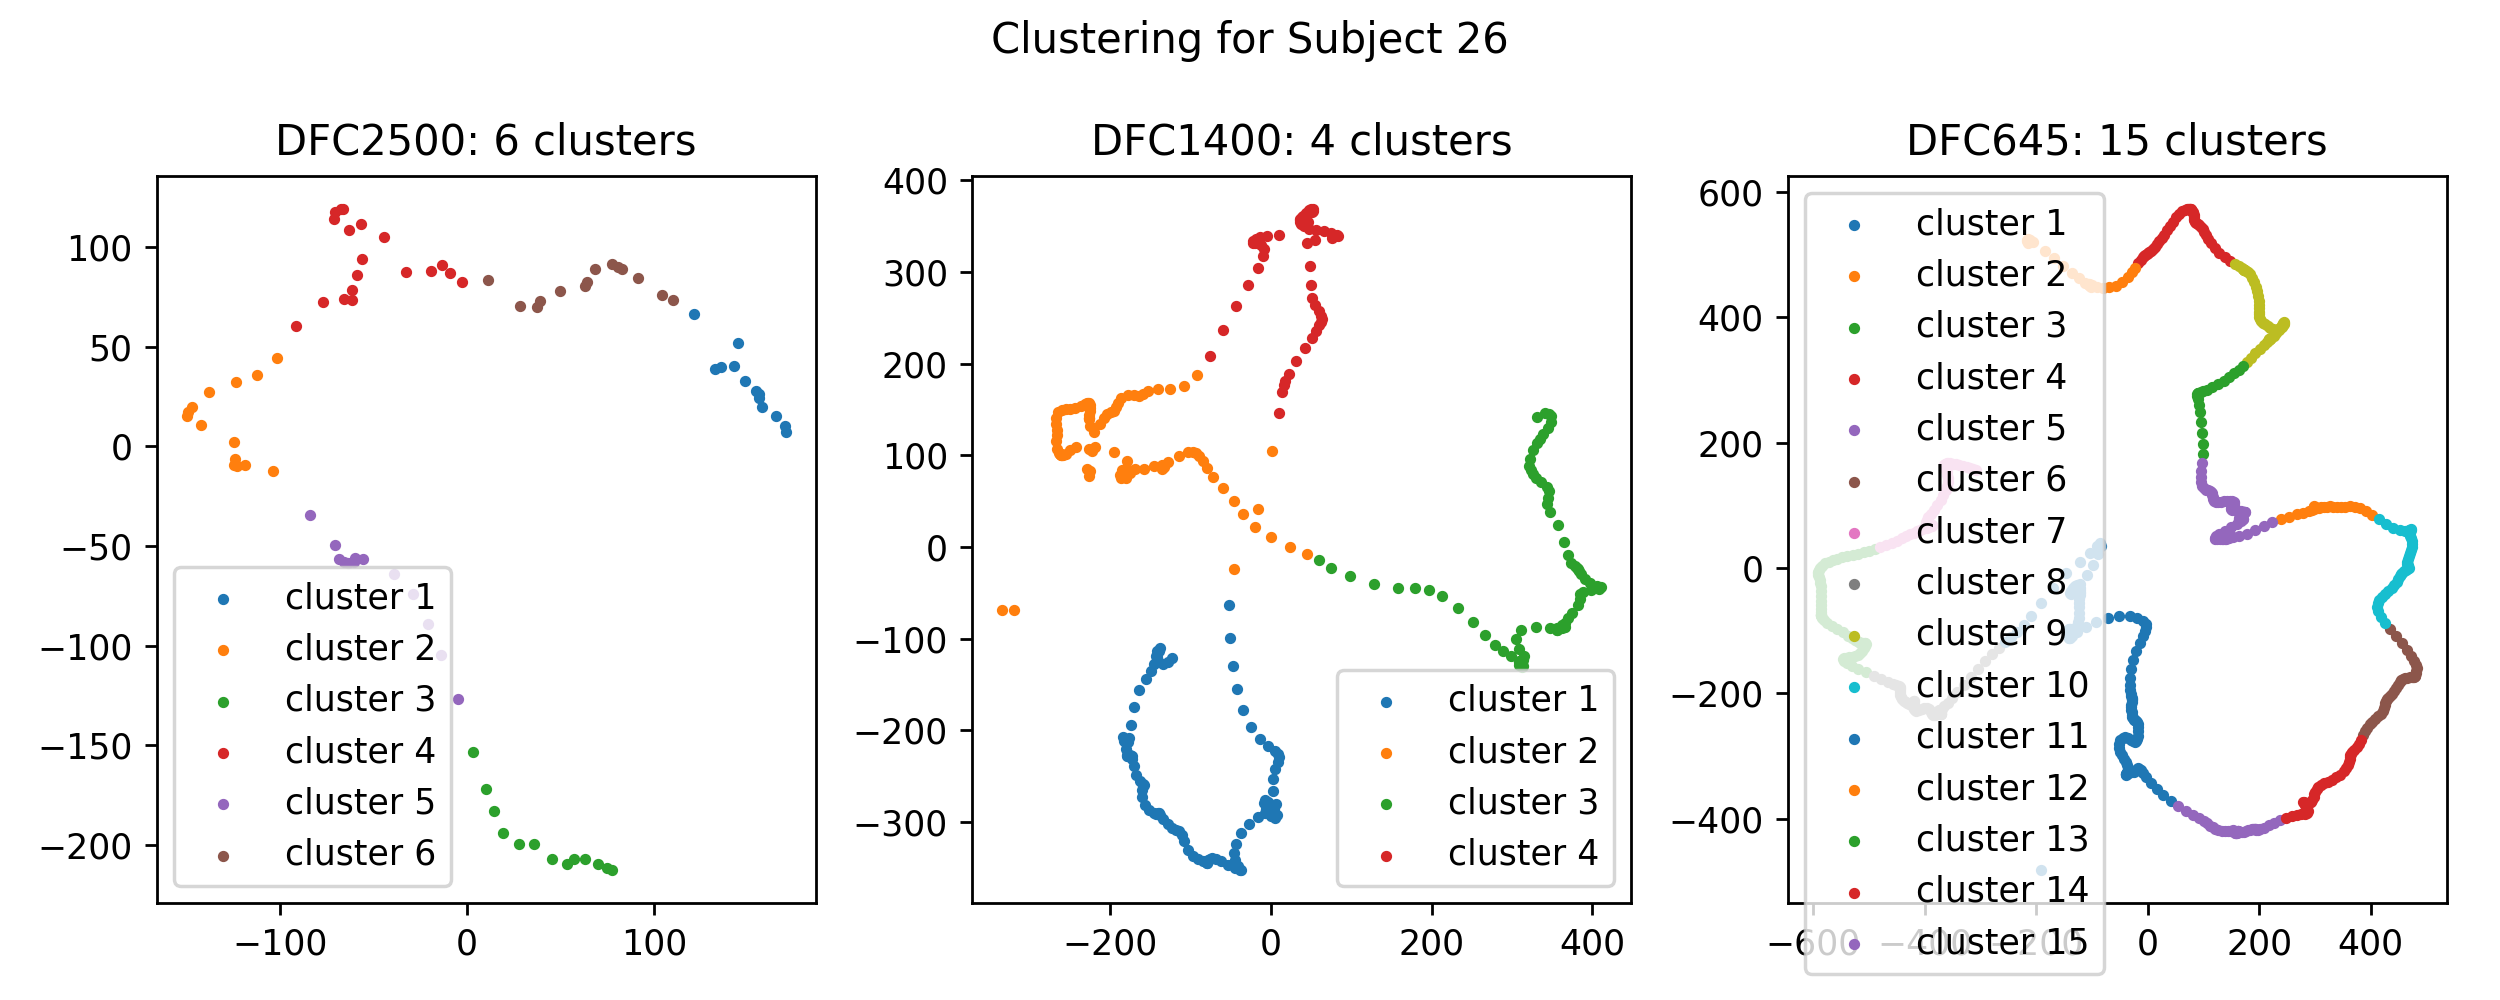 Clustering for Subject 26
DFC2500: 6 clusters
100
50
0
−50
−100
−150
−200
−100
0
100
cluster 1
cluster 2
cluster 3
cluster 4
cluster 5
cluster 6
DFC1400: 4 clusters
400
300
200
100
0
−100
−200
−300
−200
0
200
400
cluster 1
cluster 2
cluster 3
cluster 4
DFC645: 15 clusters
600
400
200
0
−200
−400
−600
−400
−200
0
200
400
cluster 1
cluster 2
cluster 3
cluster 4
cluster 5
cluster 6
cluster 7
cluster 8
cluster 9
cluster 10
cluster 11
cluster 12
cluster 13
cluster 14
cluster 15